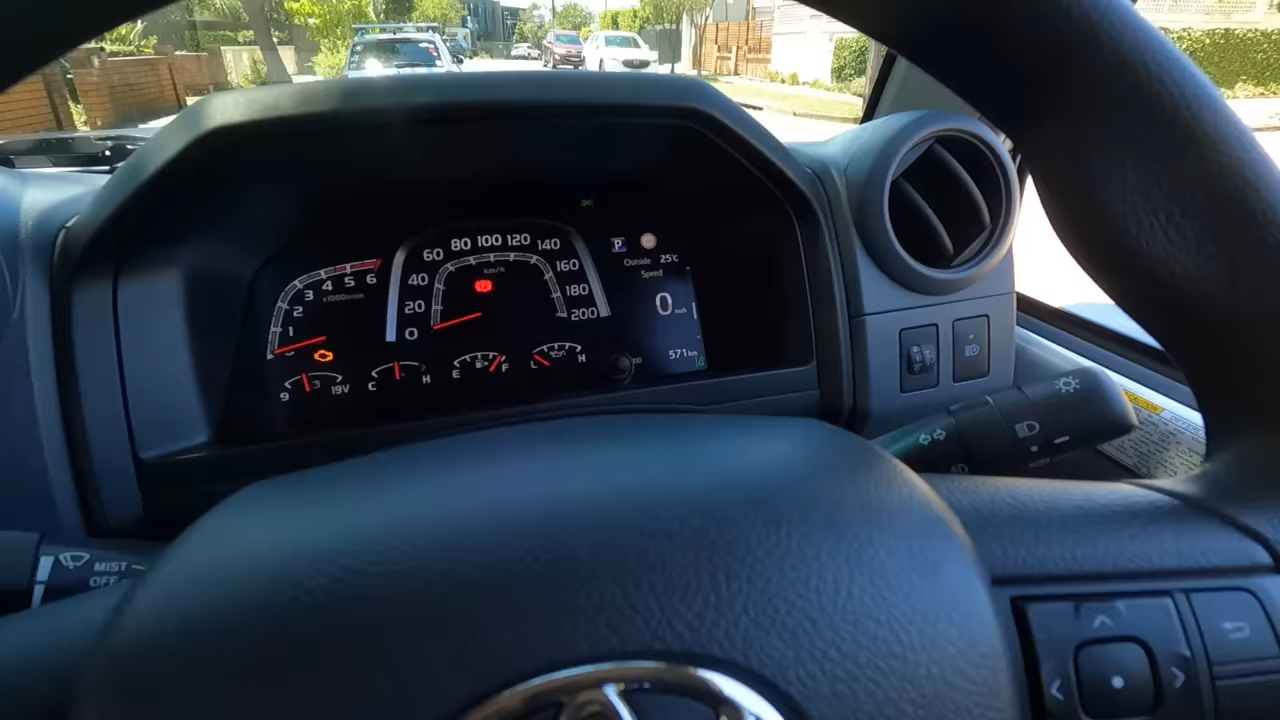 80 100 120
60 140
40 160
20 180
0 200
km/h
6
5
4
3
2
1
x1000r/min
P
Outside 25°C
Speed
0 km/h
571km
9 19V
C H
E F
L H
MIST
OFF